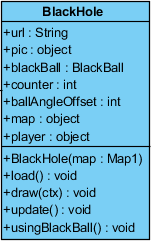 BlackHole
+url : String
+pic : object
+blackBall : BlackBall
+counter : int
+ballAngleOffset : int
+map : object
+player : object
+BlackHole(map : Map1)
+load() : void
+draw(ctx) : void
+update() : void
+usingBlackBall() : void